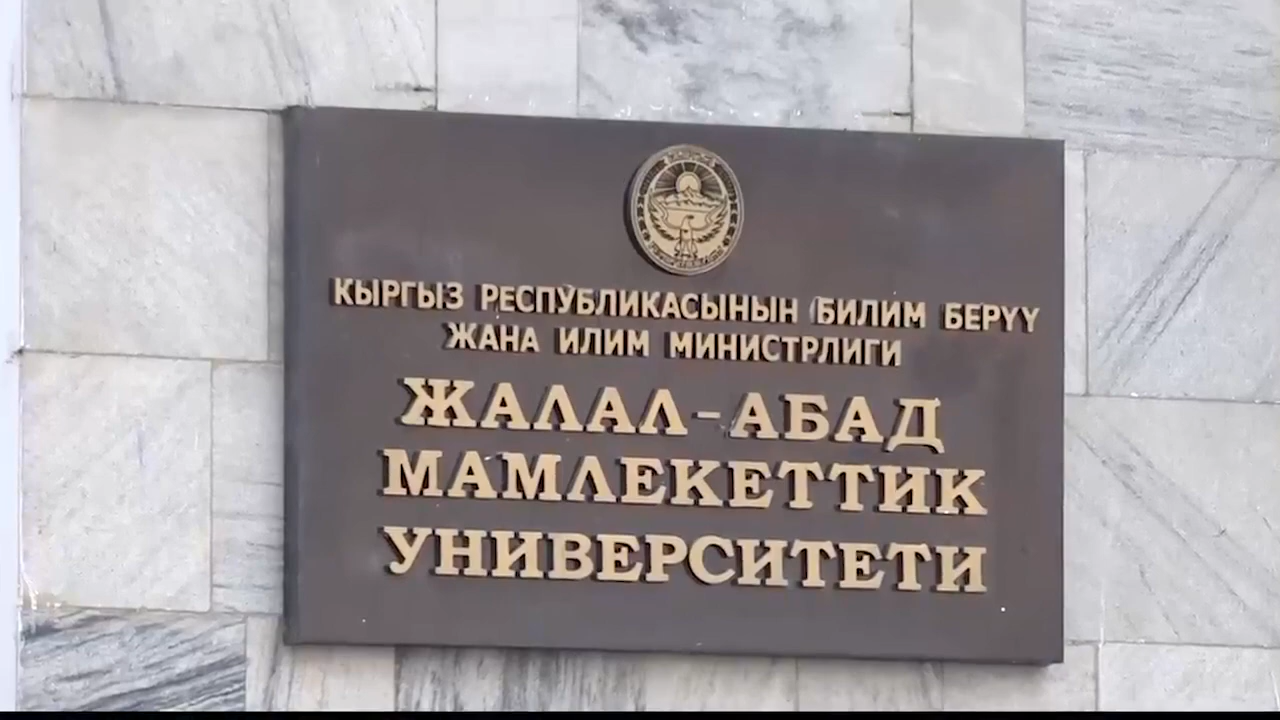 КЫРГЫЗ РЕСПУБЛИКАСЫНЫН БИЛИМ БЕРҮҮ
ЖАНА ИЛИМ МИНИСТРЛИГИ
ЖАЛАЛ-АБАД
МАМЛЕКЕТТИК
УНИВЕРСИТЕТИ